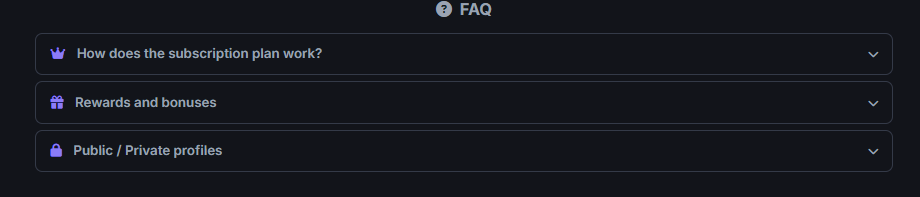 FAQ
How does the subscription plan work?
Rewards and bonuses
Public / Private profiles